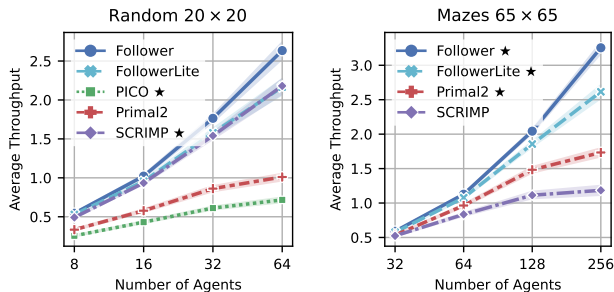 Random 20 × 20
Average Throughput
2.5
2.0
1.5
1.0
0.5
Follower
FollowerLite
PICO ★
Primal2
SCRIMP ★
8 16 32 64
Number of Agents
Mazes 65 × 65
Average Throughput
3.0
2.5
2.0
1.5
1.0
0.5
Follower ★
FollowerLite ★
Primal2 ★
SCRIMP
32 64 128 256
Number of Agents